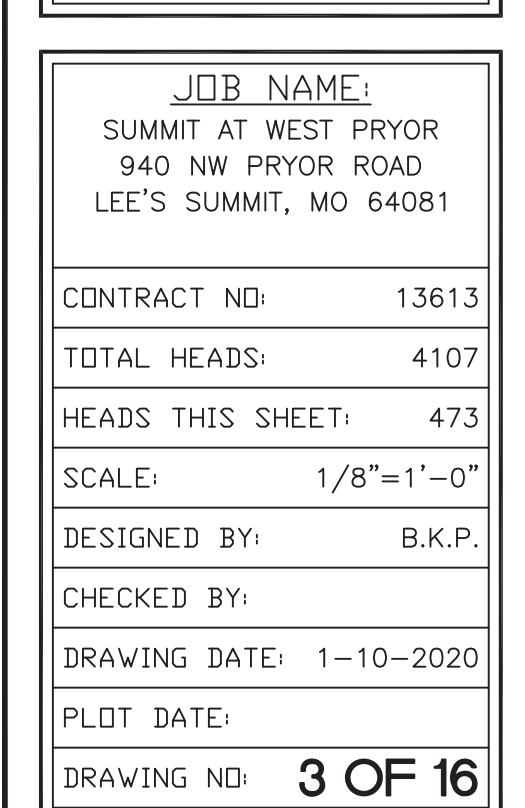 JOB NAME:
SUMMIT AT WEST PRYOR
940 NW PRYOR ROAD
LEE'S SUMMIT, MO 64081
CONTRACT NO: 13613
TOTAL HEADS: 4107
HEADS THIS SHEET: 473
SCALE: 1/8"=1'-0"
DESIGNED BY: B.K.P.
CHECKED BY:
DRAWING DATE: 1-10-2020
PLOT DATE:
DRAWING NO: 3 OF 16